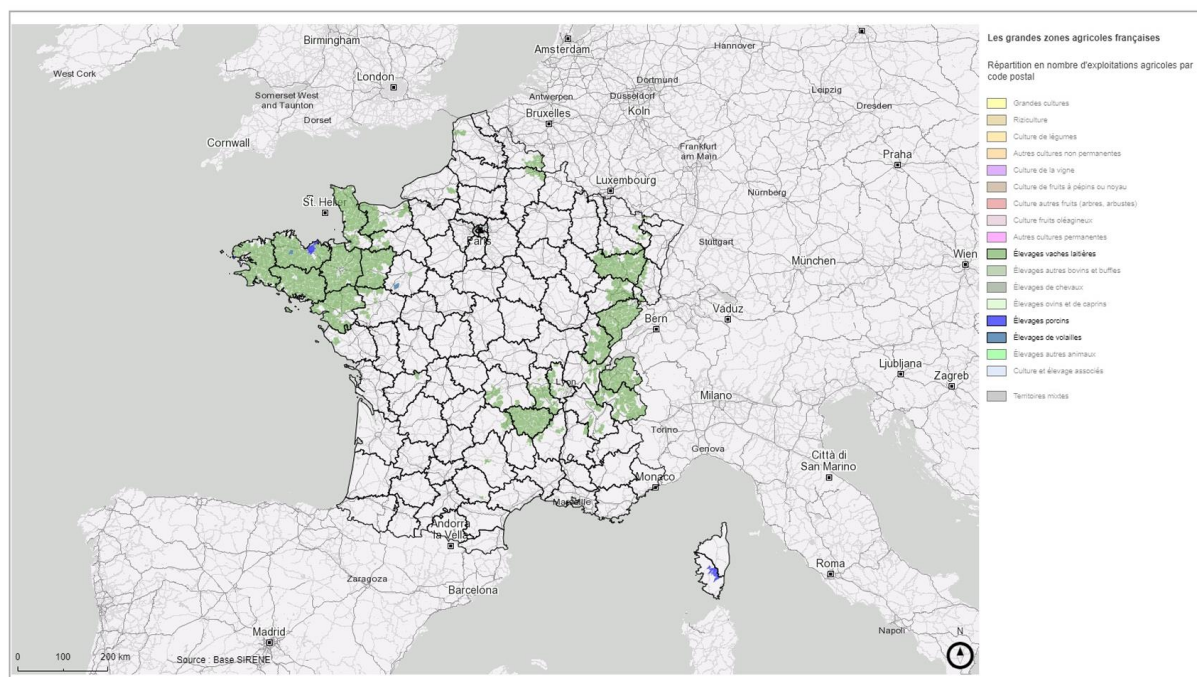 Birmingham
Amsterdam
Hannover
West Cork
London
Dortmund
Antwerpen
Düsseldorf
Leipzig
Somerset West
and Taunton
Bruxelles
Koln
Dresden
Dorset
Cornwall
Frankfurt
am Main
Praha
Luxembourg
Nürnberg
St. Helier
Paris
Stuttgart
Wien
München
Bern
Vaduz
Ljubljana
Zagreb
Lyon
Milano
Torino
Genova
Città di
San Marino
Monaco
Marseille
Andorra
la Vella
Roma
Zaragoza
Barcelona
Napoli
Madrid
N
0 100 200 km
Source : Base SIRENE
Les grandes zones agricoles françaises
Répartition en nombre d'exploitations agricoles par
code postal
Grandes cultures
Riziculture
Culture de légumes
Autres cultures non permanentes
Culture de la vigne
Culture de fruits à pépins ou noyau
Culture autres fruits (arbres, arbustes)
Culture fruits oléagineux
Autres cultures permanentes
Élevages vaches laitières
Élevages autres bovins et buffles
Élevages de chevaux
Élevages ovins et de caprins
Élevages porcins
Élevages de volailles
Élevages autres animaux
Culture et élevage associés
Territoires mixtes